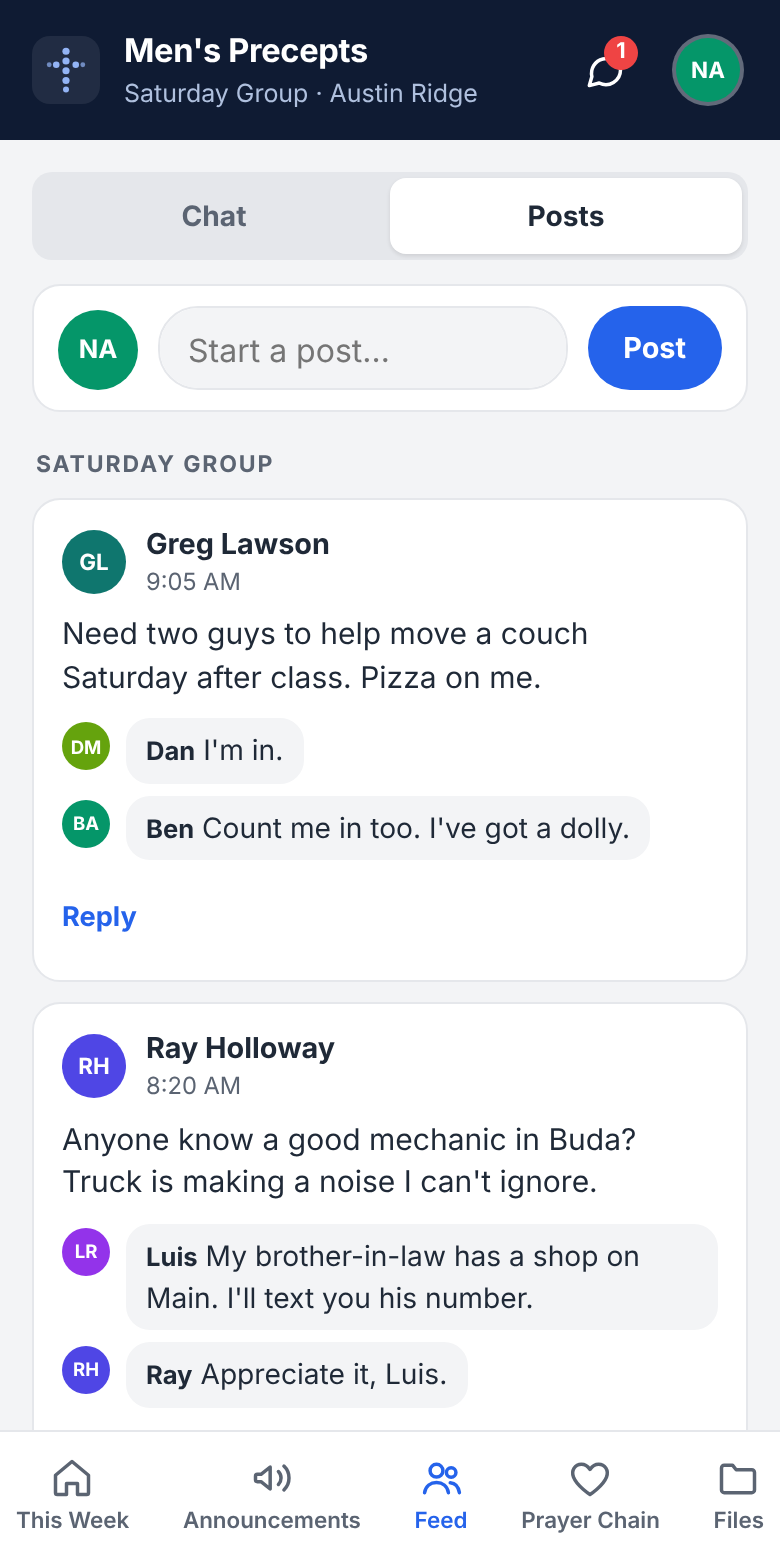 Men's Precepts
Saturday Group · Austin Ridge
1
NA
Chat
Posts
NA
Start a post...
Post
SATURDAY GROUP
GL
Greg Lawson
9:05 AM
Need two guys to help move a couch
Saturday after class. Pizza on me.
DM
Dan I'm in.
BA
Ben Count me in too. I've got a dolly.
Reply
RH
Ray Holloway
8:20 AM
Anyone know a good mechanic in Buda?
Truck is making a noise I can't ignore.
LR
Luis My brother-in-law has a shop on
Main. I'll text you his number.
RH
Ray Appreciate it, Luis.
This Week
Announcements
Feed
Prayer Chain
Files